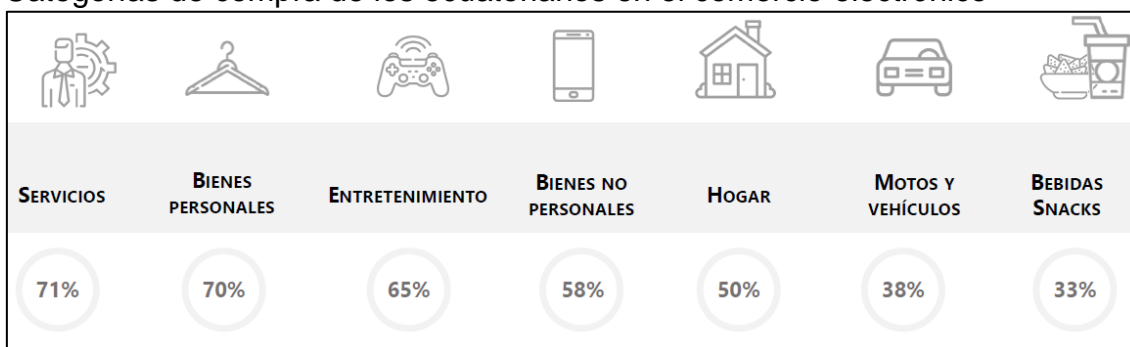 Categorías de compra de los ecuatorianos en el comercio electrónico
SERVICIOS
BIENES
PERSONALES
ENTRETENIMIENTO
BIENES NO
PERSONALES
HOGAR
MOTOS Y
VEHÍCULOS
BEBIDAS
SNACKS
71%
70%
65%
58%
50%
38%
33%